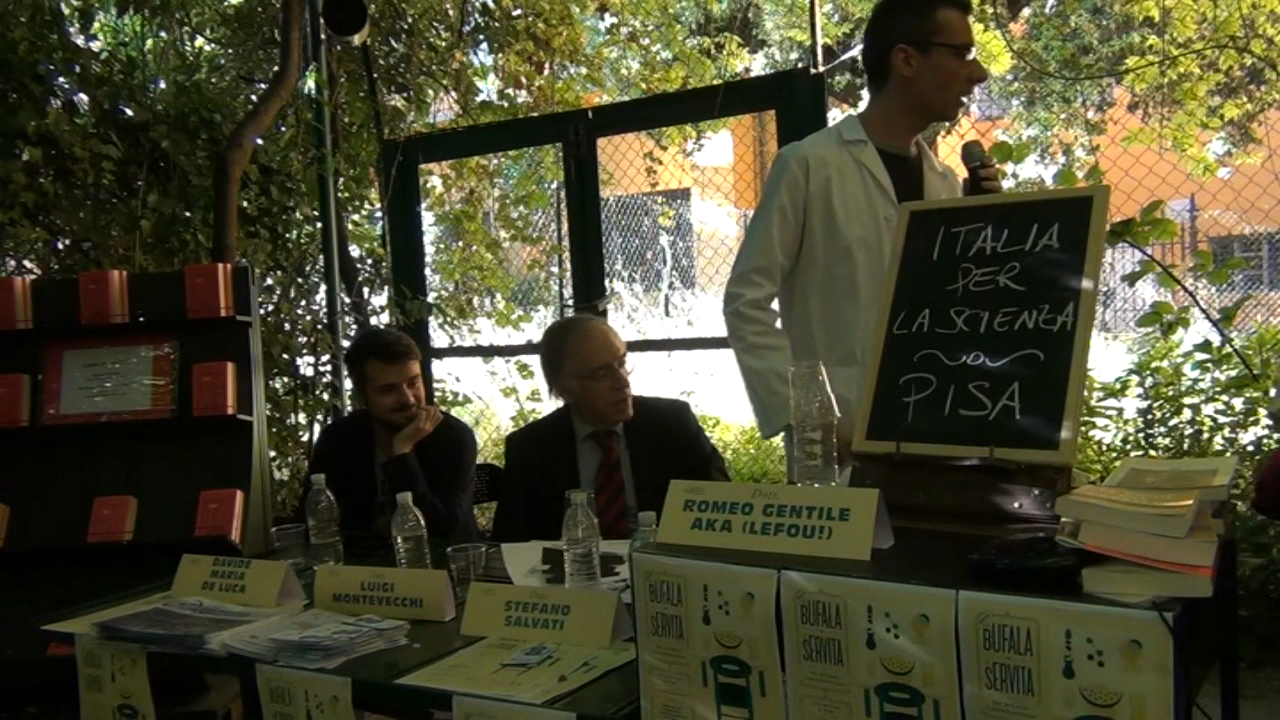 ITALIA
PER
LA SCIENZA
PISA
Dott.
ROMEO GENTILE
AKA (LEFOU!)
DAVIDE
MARIA
DE LUCA
LUIGI
MONTEVECCHI
Dott.
STEFANO
SALVATI
BUFALA
SERVITA
BUFALA
SERVITA
BUFALA
SERVITA